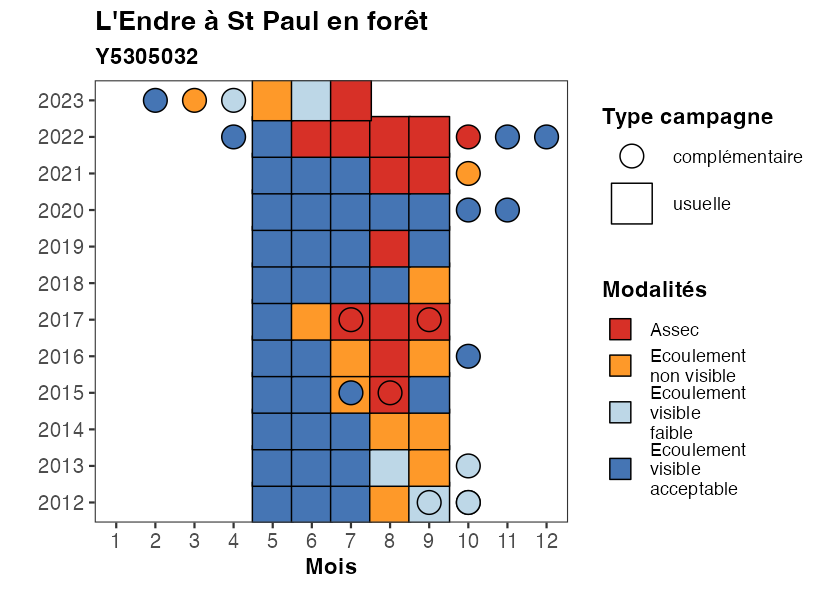 L'Endre à St Paul en forêt
Y5305032
2023
2022
2021
2020
2019
2018
2017
2016
2015
2014
2013
2012
1 2 3 4 5 6 7 8 9 10 11 12
Mois
Type campagne
complémentaire
usuelle
Modalités
Assec
Ecoulement
non visible
Ecoulement
visible
faible
Ecoulement
visible
acceptable